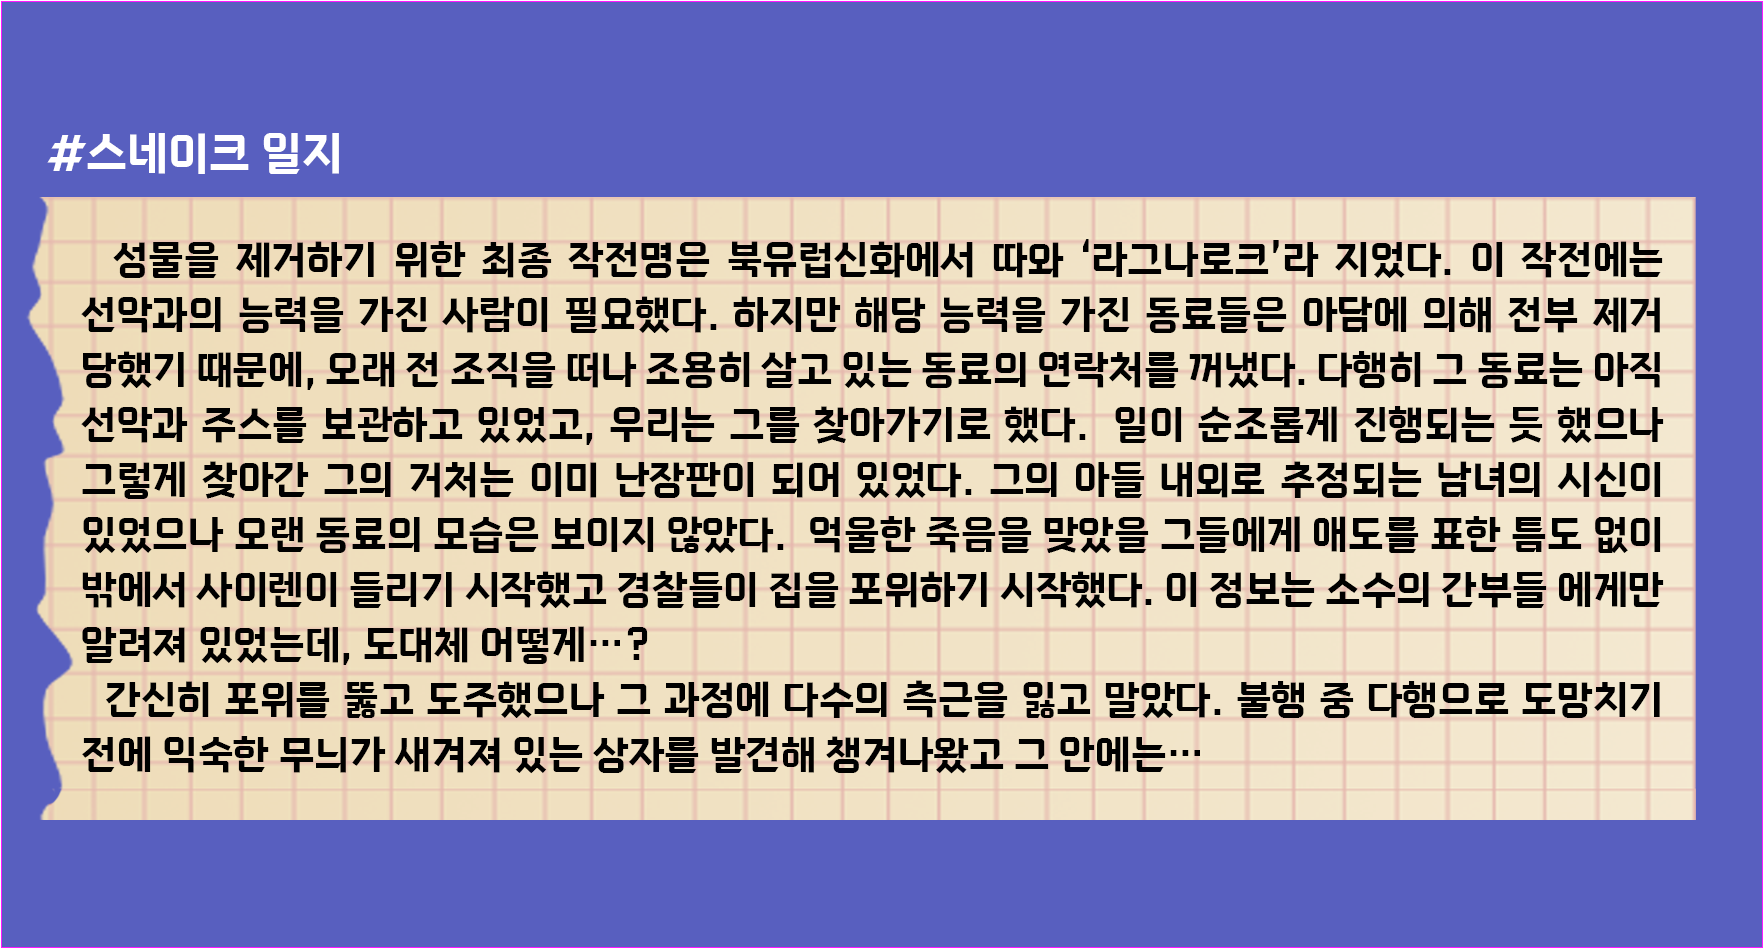 #스네이크 일지
성물을 제거하기 위한 최종 작전명은 북유럽신화에서 따와 ‘라그나로크’라 지었다. 이 작전에는
선악과의 능력을 가진 사람이 필요했다. 하지만 해당 능력을 가진 동료들은 아담에 의해 전부 제거
당했기 때문에, 오래 전 조직을 떠나 조용히 살고 있는 동료의 연락처를 꺼냈다. 다행히 그 동료는 아직
선악과 주스를 보관하고 있었고, 우리는 그를 찾아가기로 했다. 일이 순조롭게 진행되는 듯 했으나
그렇게 찾아간 그의 거처는 이미 난장판이 되어 있었다. 그의 아들 내외로 추정되는 남녀의 시신이
있었으나 오랜 동료의 모습은 보이지 않았다. 억울한 죽음을 맞았을 그들에게 애도를 표한 틈도 없이
밖에서 사이렌이 들리기 시작했고 경찰들이 집을 포위하기 시작했다. 이 정보는 소수의 간부들 에게만
알려져 있었는데, 도대체 어떻게…?
간신히 포위를 뚫고 도주했으나 그 과정에 다수의 측근을 잃고 말았다. 불행 중 다행으로 도망치기
전에 익숙한 무늬가 새겨져 있는 상자를 발견해 챙겨나왔고 그 안에는…